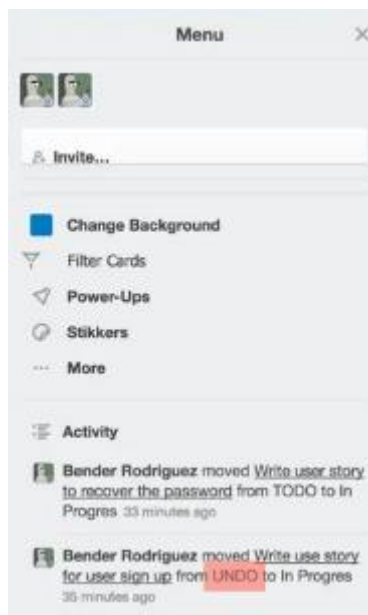 Menu
Invite...
Change Background
Filter Cards
Power-Ups
Stikkers
More
Activity
Bender Rodriguez moved Write user story
to recover the password from TODO to In
Progres 33 minutes ago
Bender Rodriguez moved Write use story
for user sign up from UNDO to In Progres
35 minutes ago